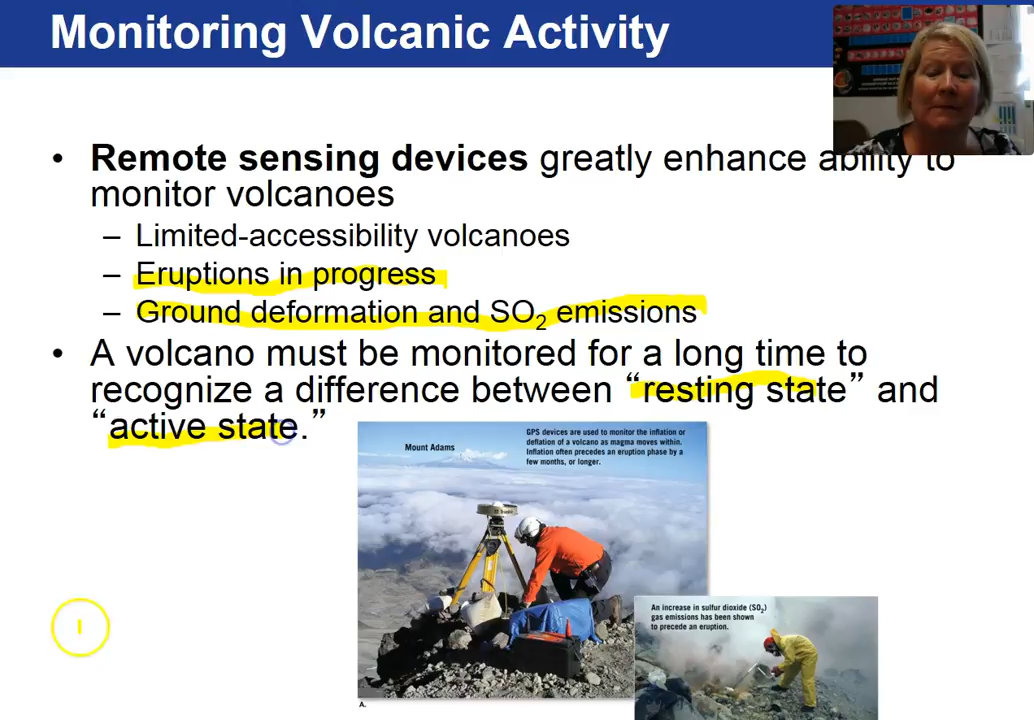 Monitoring Volcanic Activity
• Remote sensing devices greatly enhance ability to
monitor volcanoes
– Limited-accessibility volcanoes
– Eruptions in progress
– Ground deformation and SO₂ emissions
• A volcano must be monitored for a long time to
recognize a difference between “resting state” and
“active state.”
Mount Adams
GPS devices are used to monitor the inflation or
deflation of a volcano as magma moves within.
Inflation often precedes an eruption phase by a
few months, or longer.
An increase in sulfur dioxide (SO₂)
gas emissions has been shown
to precede an eruption.
A.